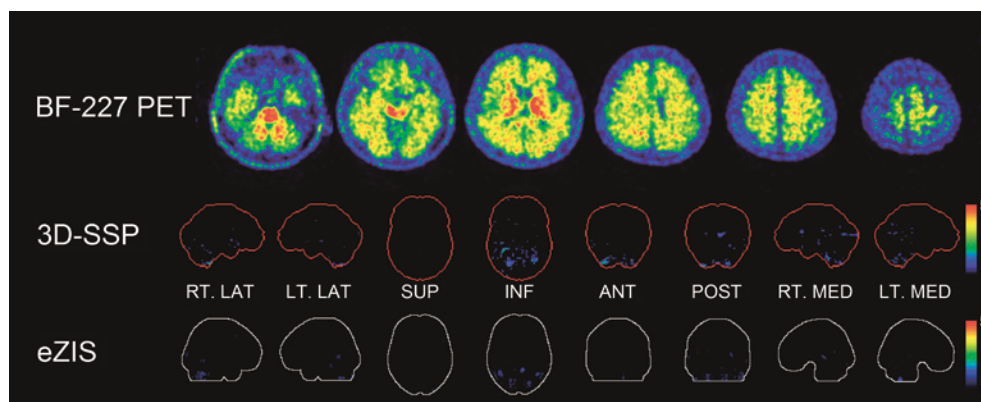 BF-227 PET
3D-SSP
RT. LAT LT. LAT SUP INF ANT POST RT. MED LT. MED
eZIS